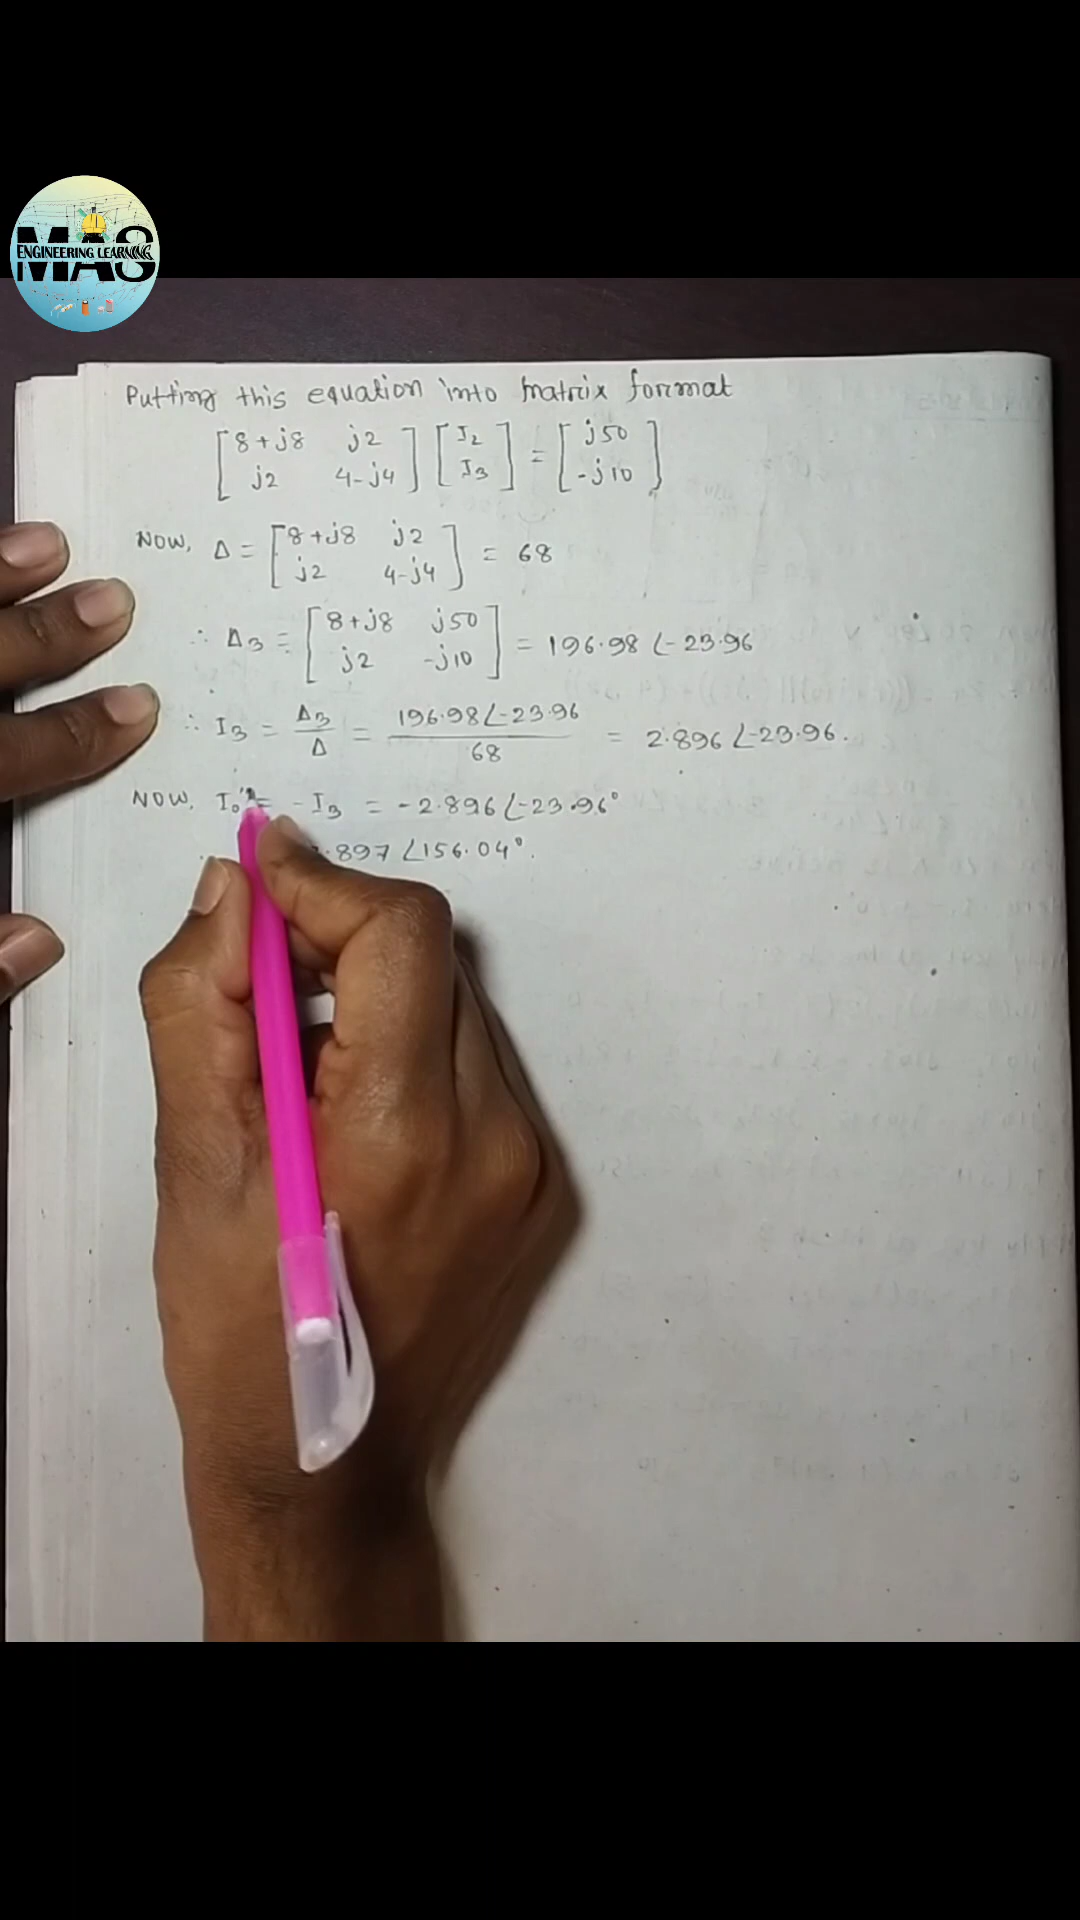 MAS
ENGINEERING LEARNING
Putting this equation into matrix format
[8+j8 j2; j2 4-j4] [I2; I3] = [j50; -j10]
Now, Δ = [8+j8 j2; j2 4-j4] = 68
∴ Δ3 = [8+j8 j50; j2 -j10] = 196.98 ∠-23.96
∴ I3 = Δ3/Δ = 196.98∠-23.96/68 = 2.896 ∠-23.96.
Now, I0'' = -I3 = -2.896 ∠-23.96°
.897 ∠156.04°.